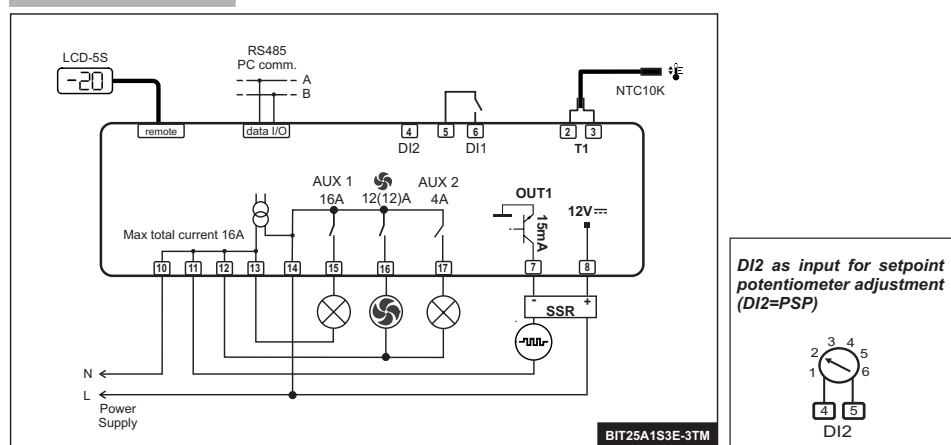 LCD-5S
-20
RS485
PC comm.
A
B
NTC10K
remote
data I/O
4
5
6
2
3
DI2
DI1
T1
AUX 1
16A
12(12)A
AUX 2
4A
OUT1
15mA
12V
Max total current 16A
10
11
12
13
14
15
16
17
7
8
- SSR +
N
L
Power
Supply
BIT25A1S3E-3TM
DI2 as input for setpoint
potentiometer adjustment
(DI2=PSP)
1
2
3
4
5
6
4
5
DI2